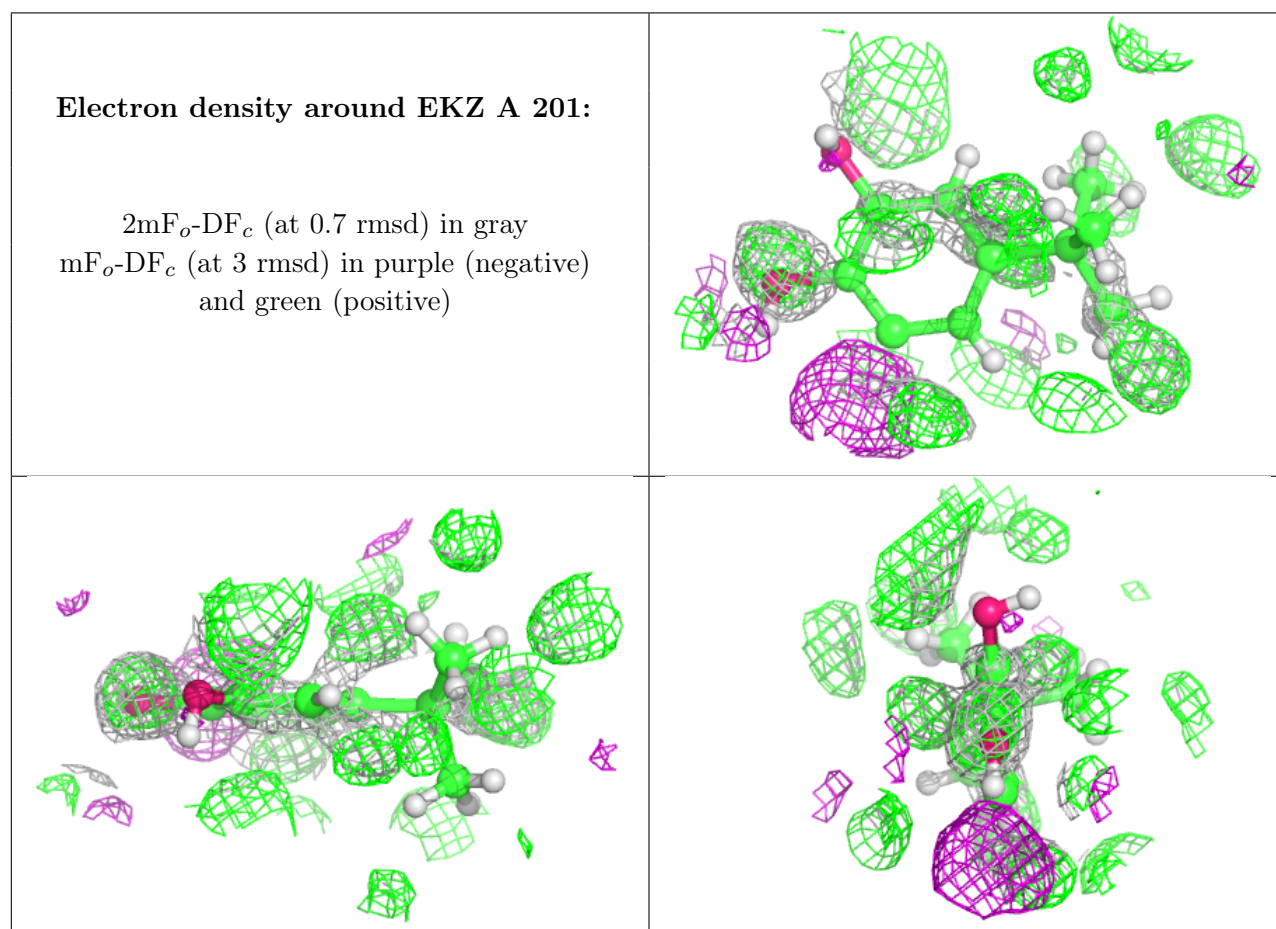 Electron density around EKZ A 201:
2mFₒ-DF𝒸 (at 0.7 rmsd) in gray
mFₒ-DF𝒸 (at 3 rmsd) in purple (negative)
and green (positive)